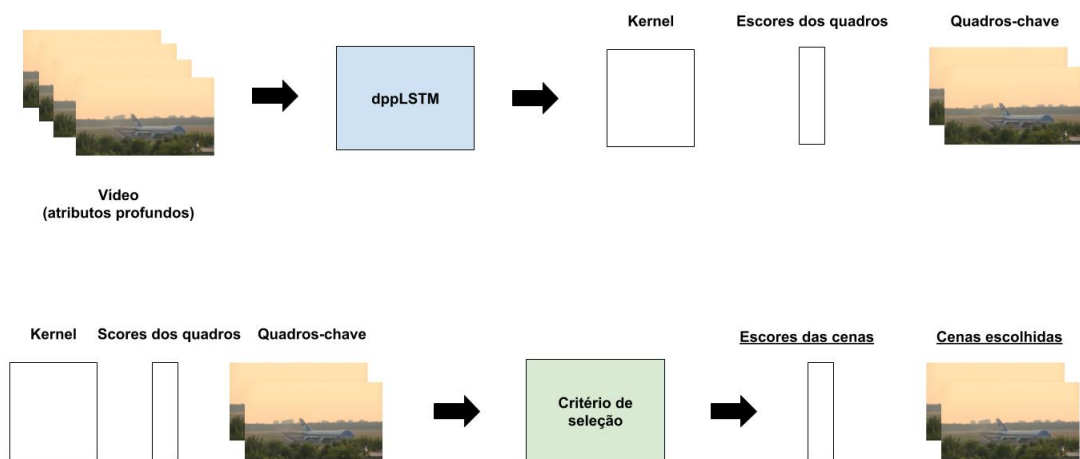 Kernel
Escores dos quadros
Quadros-chave
dppLSTM
Video
(atributos profundos)
Kernel
Scores dos quadros
Quadros-chave
Escores das cenas
Cenas escolhidas
Critério de
seleção